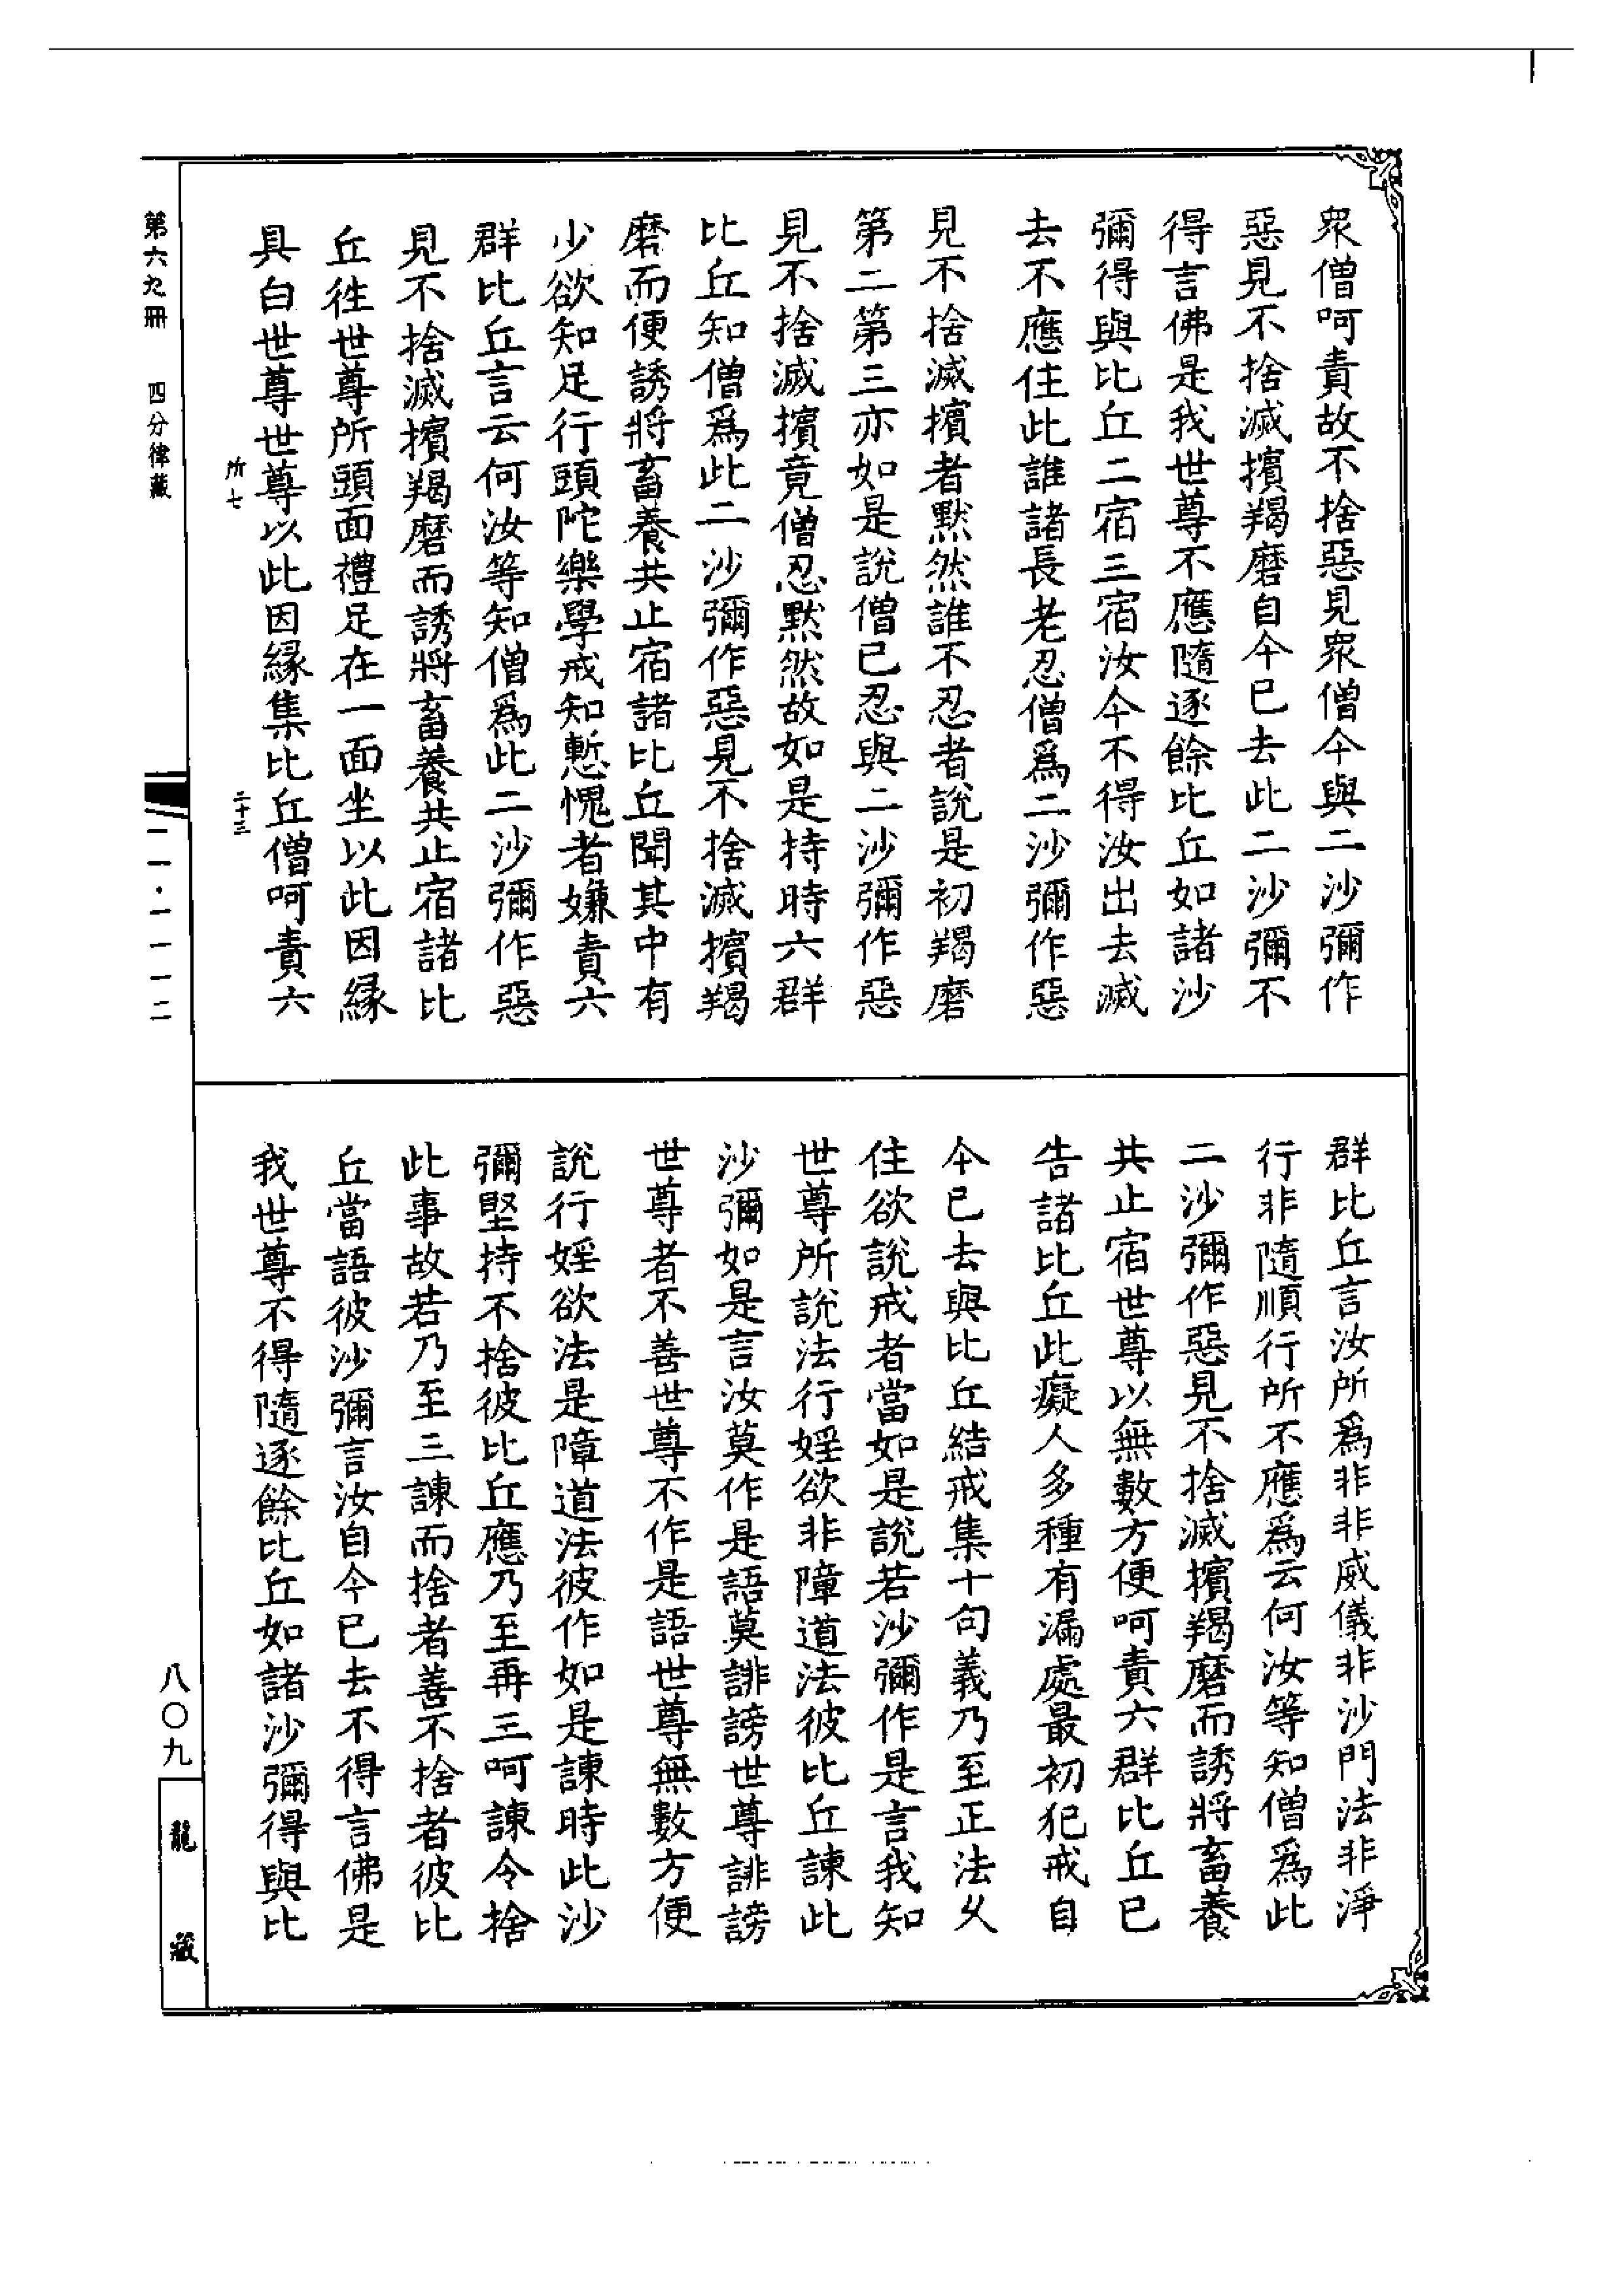 眾僧呵責故不捨惡見眾僧今與二沙彌作
惡見不捨滅擯羯磨自今已去此二沙彌不
得言佛是我世尊不應隨逐餘比丘如諸沙
彌得與比丘二宿三宿汝今不得汝出去滅
去不應住此誰諸長老忍僧爲二沙彌作惡
見不捨滅擯者默然誰不忍者說是初羯磨
第二第三亦如是說僧已忍與二沙彌作惡
見不捨滅擯竟僧忍默然故如是持時六群
比丘知僧爲此二沙彌作惡見不捨滅擯羯
磨而便誘將畜養共止宿諸比丘聞其中有
少欲知足行頭陀樂學戒知慙愧者嫌責六
群比丘言云何汝等知僧爲此二沙彌作惡
見不捨滅擯羯磨而誘將畜養共止宿諸比
丘徃世尊所頭面禮足在一面坐以此因緣
具白世尊世尊以此因緣集比丘僧呵責六
群比丘言汝所爲非非威儀非沙門法非淨
行非隨順行所不應爲云何汝等知僧爲此
二沙彌作惡見不捨滅擯羯磨而誘將畜養
共止宿世尊以無數方便呵責六群比丘已
告諸比丘此癡人多種有漏處最初犯戒自
今已去與比丘結戒集十句義乃至正法久
住欲說戒者當如是說若沙彌作是言我知
世尊所說法行婬欲非障道法彼比丘諫此
沙彌如是言汝莫作是語莫誹謗世尊誹謗
世尊者不善世尊不作是語世尊無數方便
說行婬欲法是障道法彼作如是諫時此沙
彌堅持不捨彼比丘應乃至再三呵諫令捨
此事故若乃至三諫而捨者善不捨者彼比
丘當語彼沙彌言汝自今已去不得言佛是
我世尊不得隨逐餘比丘如諸沙彌得與比
所七
二十三
第六九冊 四分律藏
一一·一一一二
八〇九
龍藏